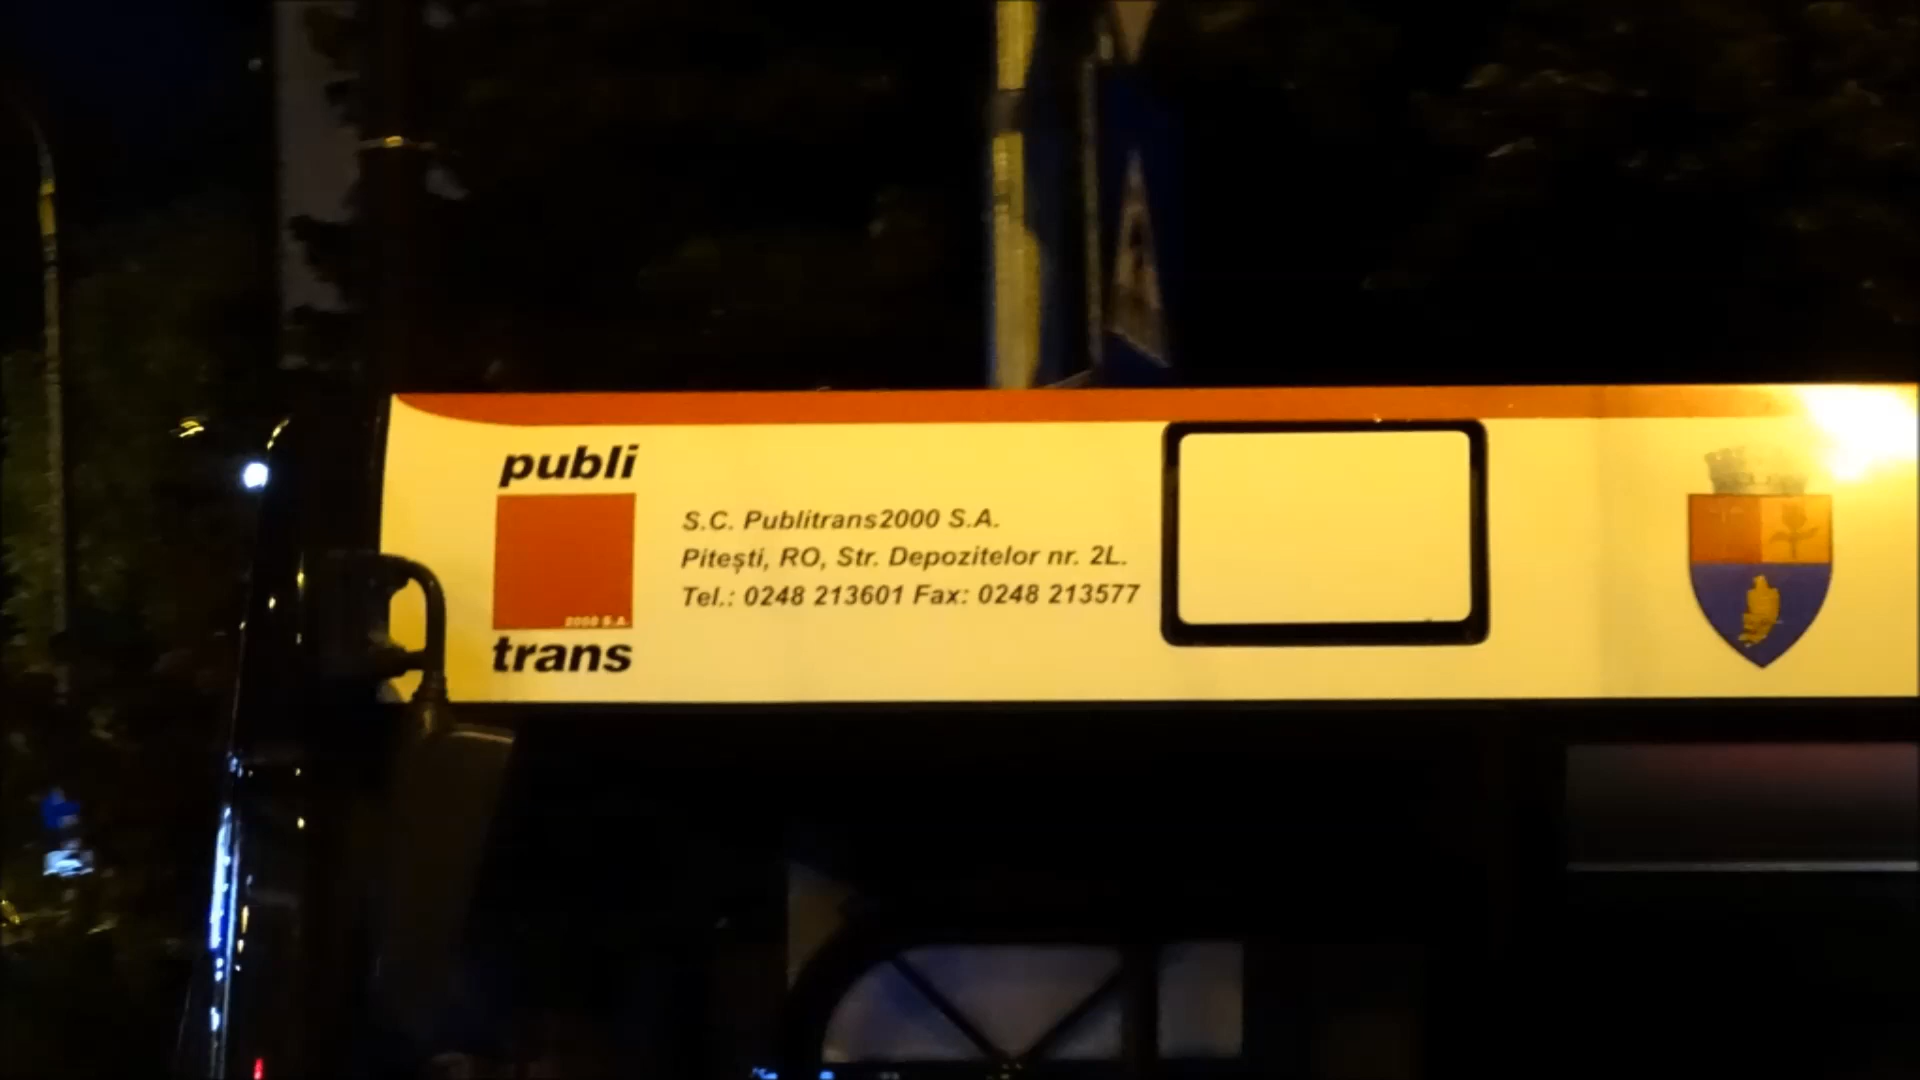 publi
2000 S.A.
trans
S.C. Publitrans2000 S.A.
Pitești, RO, Str. Depozitelor nr. 2L.
Tel.: 0248 213601 Fax: 0248 213577